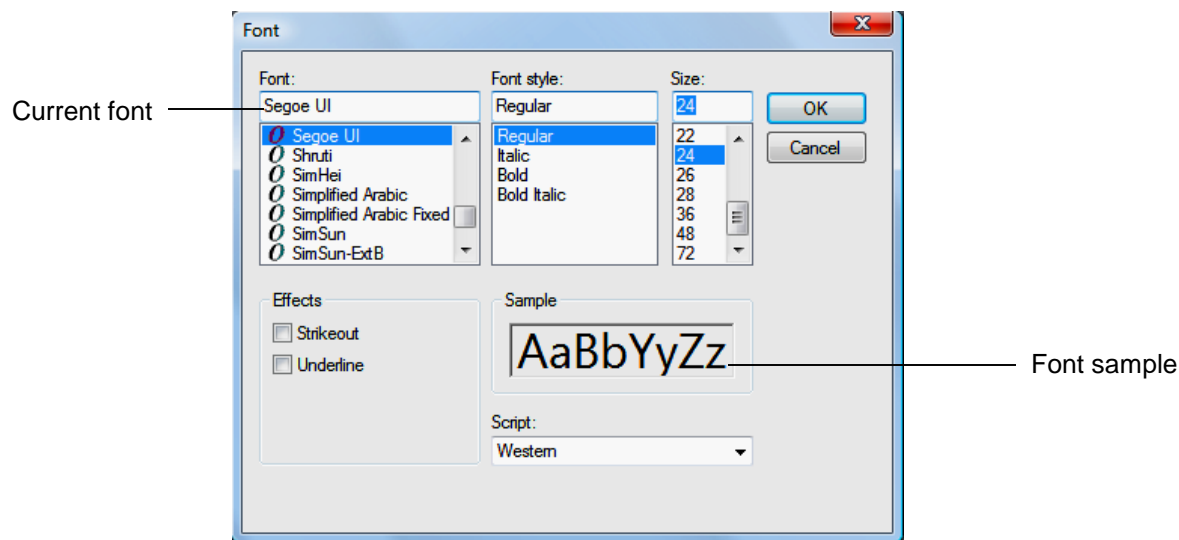 Font
Font:
Font style:
Size:
Current font
Segoe UI
Regular
24
OK
Cancel
Segoe UI
Shruti
SimHei
Simplified Arabic
Simplified Arabic Fixed
SimSun
SimSun-ExtB
Regular
Italic
Bold
Bold Italic
22
24
26
28
36
48
72
Effects
Strikeout
Underline
Sample
AaBbYyZz
Font sample
Script:
Western